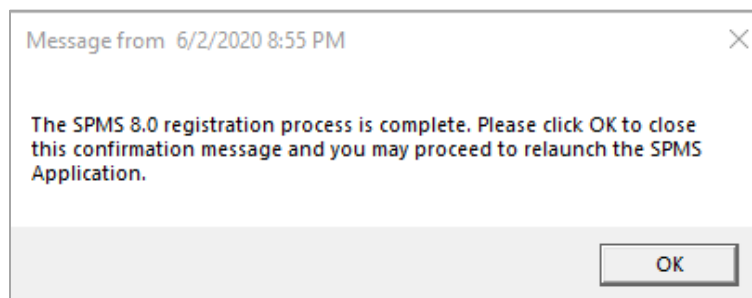 Message from 6/2/2020 8:55 PM
The SPMS 8.0 registration process is complete. Please click OK to close
this confirmation message and you may proceed to relaunch the SPMS
Application.
OK